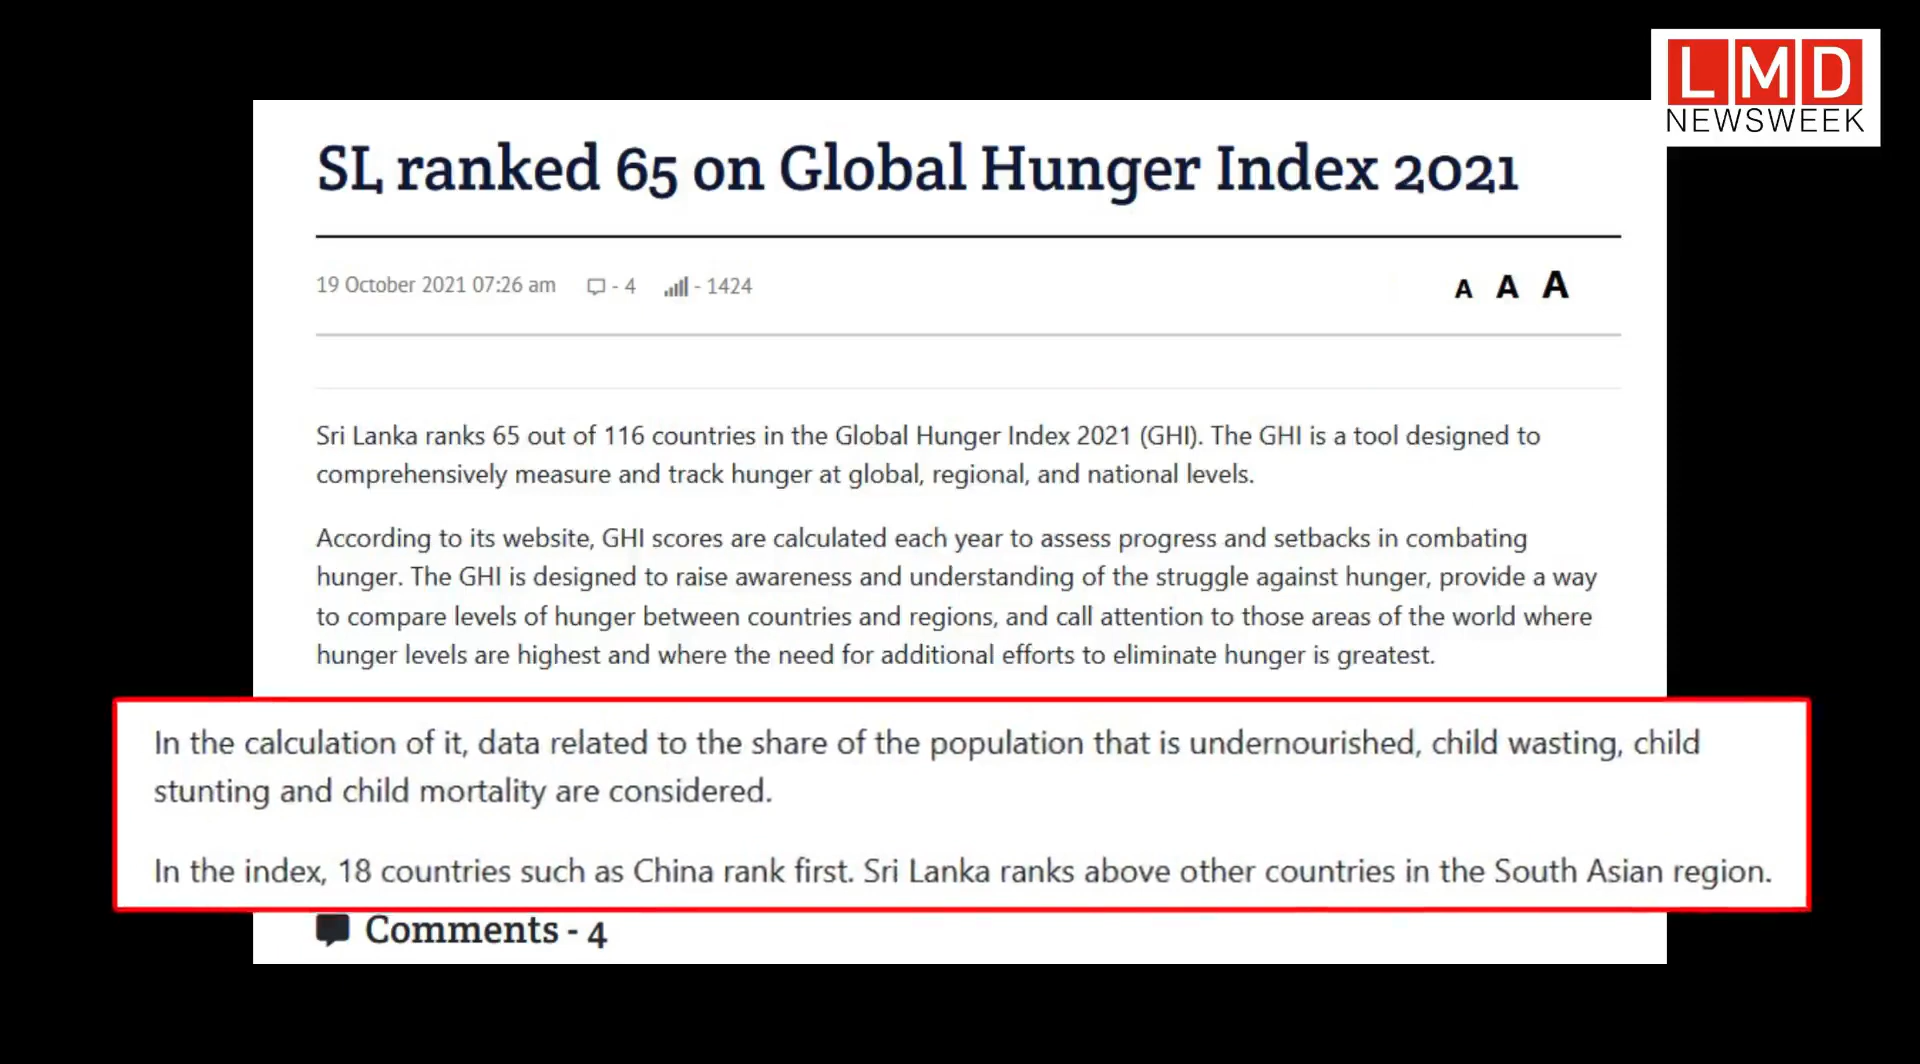 LMD
NEWSWEEK
SL ranked 65 on Global Hunger Index 2021
19 October 2021 07:26 am - 4 - 1424
A A A
Sri Lanka ranks 65 out of 116 countries in the Global Hunger Index 2021 (GHI). The GHI is a tool designed to
comprehensively measure and track hunger at global, regional, and national levels.
According to its website, GHI scores are calculated each year to assess progress and setbacks in combating
hunger. The GHI is designed to raise awareness and understanding of the struggle against hunger, provide a way
to compare levels of hunger between countries and regions, and call attention to those areas of the world where
hunger levels are highest and where the need for additional efforts to eliminate hunger is greatest.
In the calculation of it, data related to the share of the population that is undernourished, child wasting, child
stunting and child mortality are considered.
In the index, 18 countries such as China rank first. Sri Lanka ranks above other countries in the South Asian region.
Comments - 4